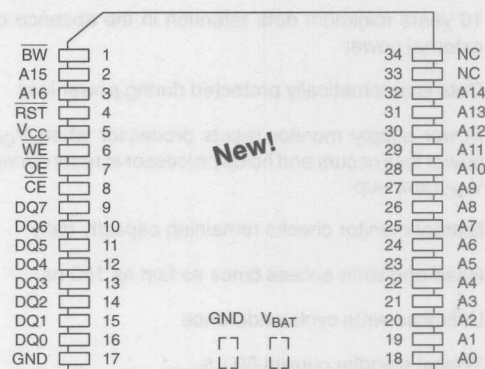 BW 1 34 NC
A15 2 33 NC
A16 3 32 A14
RST 4 31 A13
VCC 5 30 A12
WE 6 29 A11
OE 7 28 A10
CE 8 27 A9
DQ7 9 26 A8
DQ6 10 25 A7
DQ5 11 24 A6
DQ4 12 23 A5
DQ3 13 22 A4
DQ2 14 21 A3
DQ1 15 20 A2
DQ0 16 19 A1
GND 17 18 A0
New!
GND VBAT